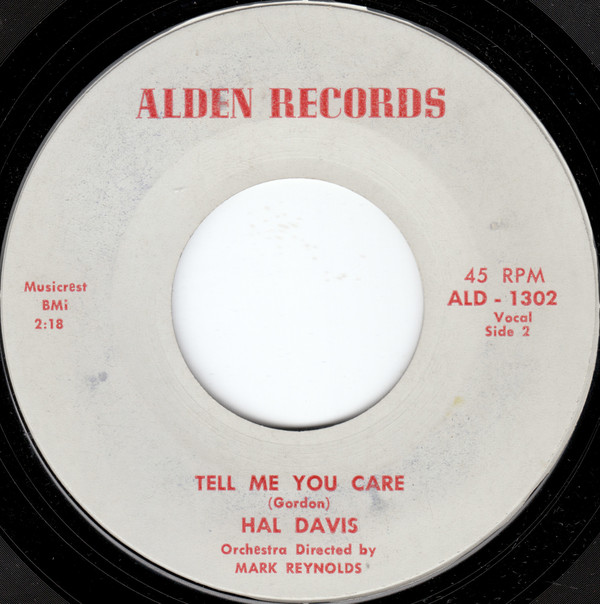 ALDEN RECORDS
Musicrest
BMi
2:18
45 RPM
ALD - 1302
Vocal
Side 2
TELL ME YOU CARE
(Gordon)
HAL DAVIS
Orchestra Directed by
MARK REYNOLDS